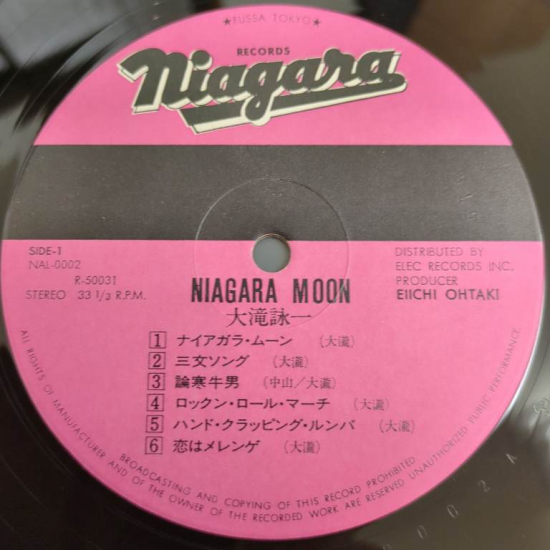 ★FUSSA, TOKYO★
RECORDS
Niagara
SIDE-1
NAL-0002
R-50031
STEREO 33 1/3 R.P.M.
DISTRIBUTED BY
ELEC RECORDS INC.
PRODUCER
EIICHI OHTAKI
NIAGARA MOON
大滝詠一
1 ナイアガラ・ムーン (大瀧)
2 三文ソング (大瀧)
3 論寒牛男 (中山/大瀧)
4 ロックン・ロール・マーチ (大瀧)
5 ハンド・クラッピング・ルンバ (大瀧)
6 恋はメレンゲ (大瀧)
ALL RIGHTS OF MANUFACTURER AND OF THE OWNER OF THE RECORDED WORK ARE RESERVED UNAUTHORIZED PUBLIC PERFORMANCE,
BROADCASTING AND COPYING OF THIS RECORD PROHIBITED